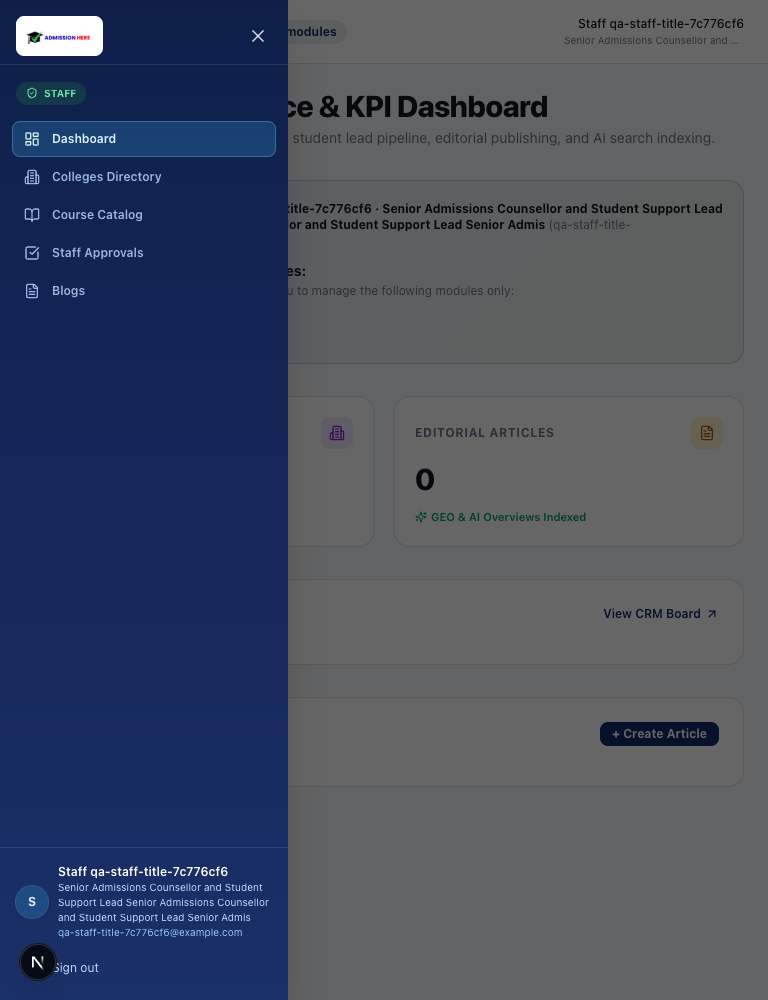 ADMISSION HERE
STAFF
Dashboard
Colleges Directory
Course Catalog
Staff Approvals
Blogs
Staff qa-staff-title-7c776cf6
Senior Admissions Counsellor and Student
Support Lead Senior Admissions Counsellor
and Student Support Lead Senior Admis
qa-staff-title-7c776cf6@example.com
S
N
Sign out
modules
Staff qa-staff-title-7c776cf6
Senior Admissions Counsellor and ...
ce & KPI Dashboard
student lead pipeline, editorial publishing, and AI search indexing.
title-7c776cf6 · Senior Admissions Counsellor and Student Support Lead
or and Student Support Lead Senior Admis (qa-staff-title-
es:
u to manage the following modules only:
EDITORIAL ARTICLES
0
GEO & AI Overviews Indexed
View CRM Board
+ Create Article